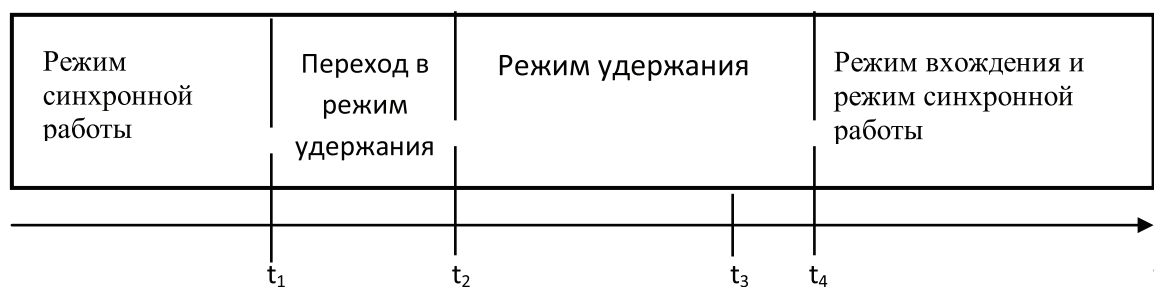 Режим
синхронной
работы
Переход в
режим
удержания
Режим удержания
Режим вхождения и
режим синхронной
работы
t₁
t₂
t₃
t₄